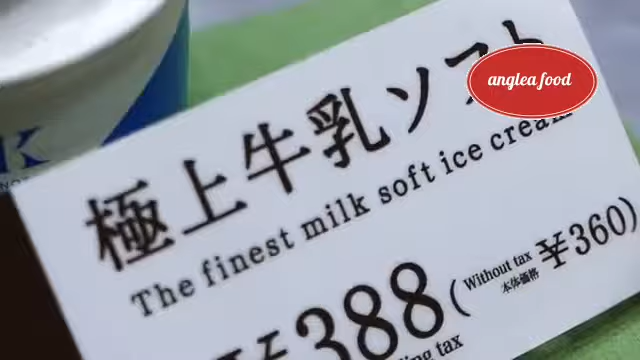 anglea food
極上牛乳ソフト
The finest milk soft ice cream
¥388 (Without tax ¥360)
本体価格
tax